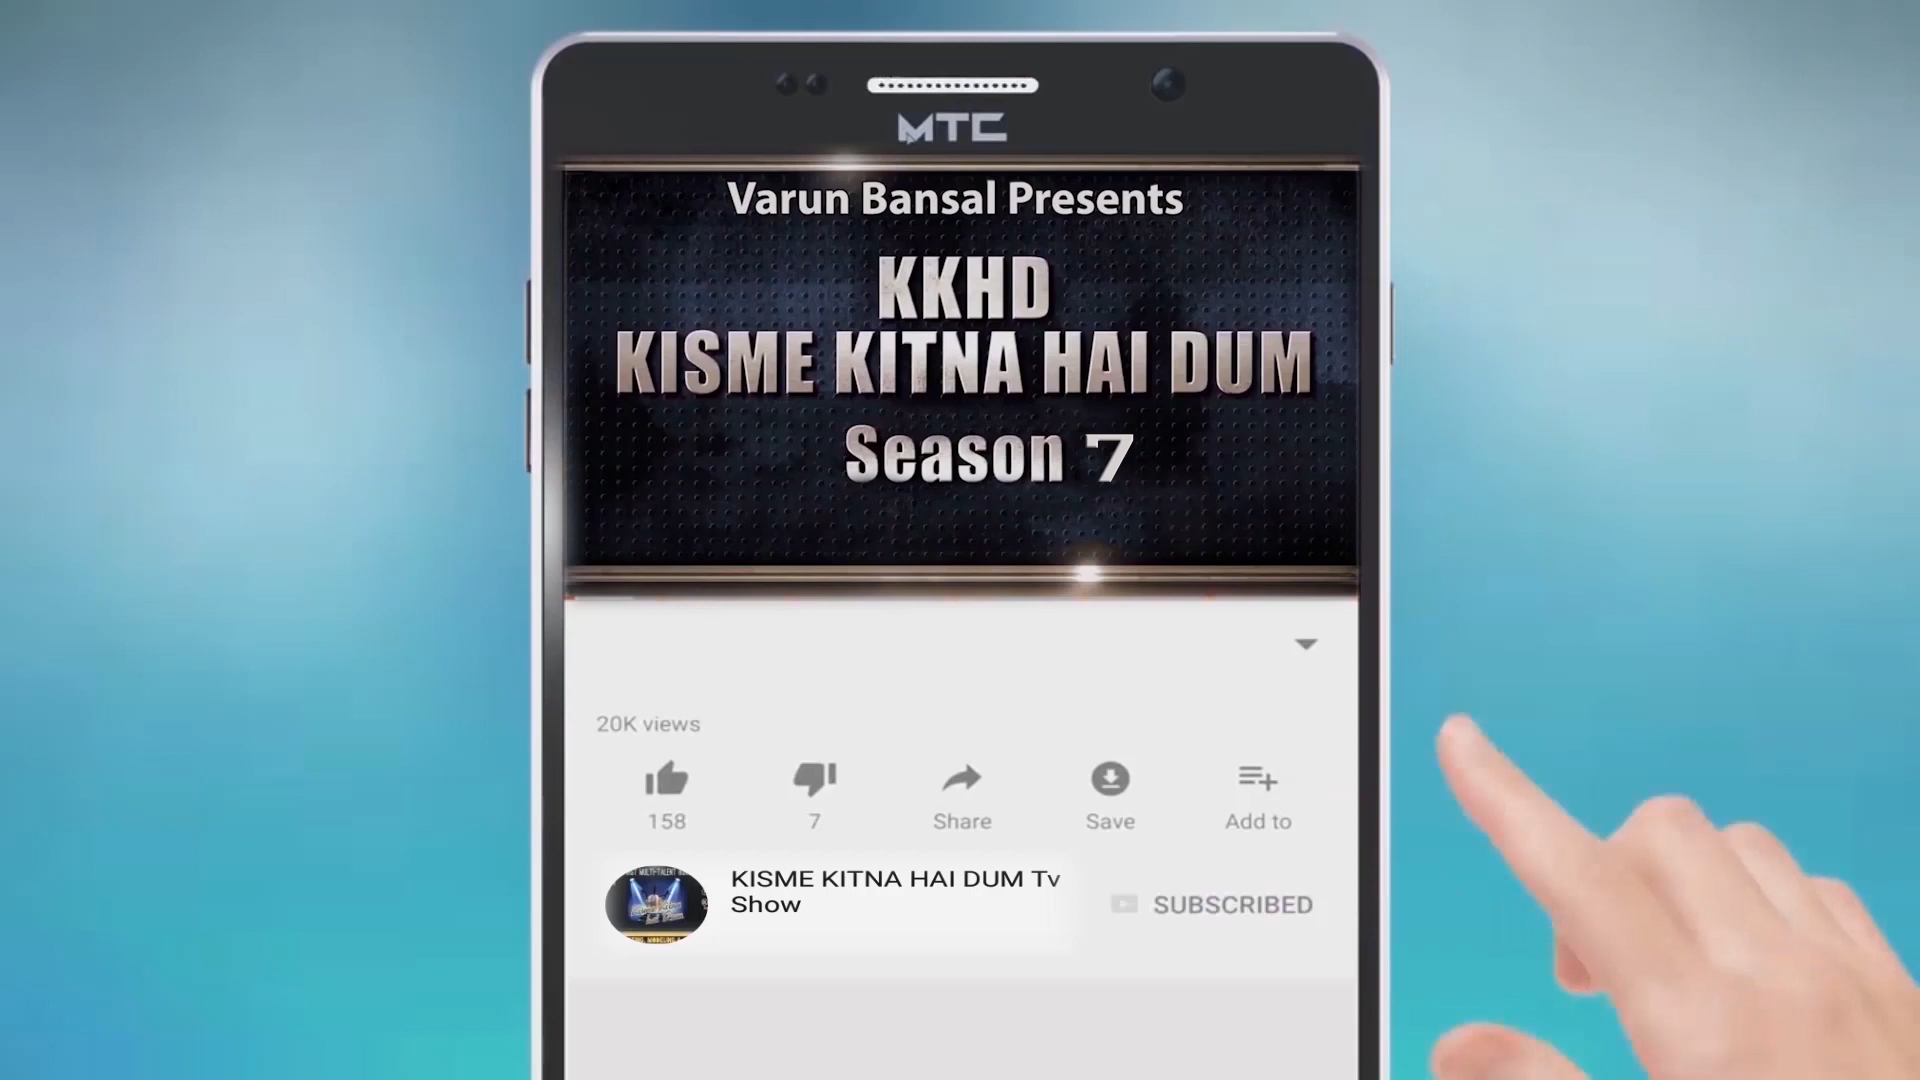 MTC
Varun Bansal Presents
KKHD
KISME KITNA HAI DUM
Season 7
20K views
158
7
Share
Save
Add to
KISME KITNA HAI DUM Tv
Show
SUBSCRIBED